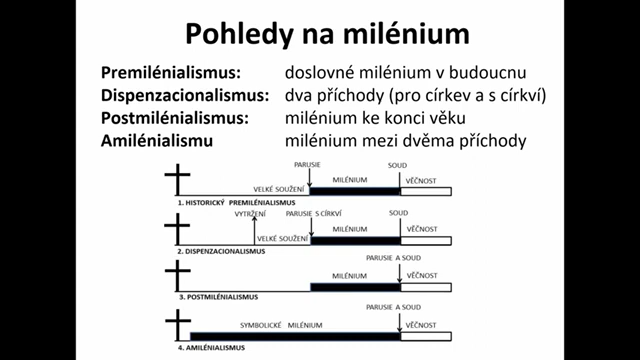 Pohledy na milénium
Premilénialismus: doslovné milénium v budoucnu
Dispenzacionalismus: dva příchody (pro církev a s církví)
Postmilénialismus: milénium ke konci věku
Amilénialismu milénium mezi dvěma příchody
PARUSIE SOUD
VELKÉ SOUŽENÍ MILÉNIUM VĚČNOST
1. HISTORICKÝ PREMILÉNIALISMUS
VYTRŽENÍ PARUSIE S CÍRKVÍ SOUD
VELKÉ SOUŽENÍ MILÉNIUM VĚČNOST
2. DISPENZACIONALISMUS
PARUSIE A SOUD
MILÉNIUM VĚČNOST
3. POSTMILÉNIALISMUS
PARUSIE A SOUD
SYMBOLICKÉ MILÉNIUM VĚČNOST
4. AMILÉNIALISMUS